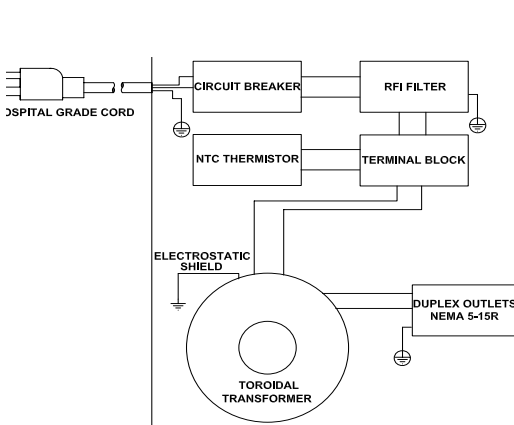 CIRCUIT BREAKER
RFI FILTER
OSPITAL GRADE CORD
NTC THERMISTOR
TERMINAL BLOCK
ELECTROSTATIC
SHIELD
DUPLEX OUTLETS
NEMA 5-15R
TOROIDAL
TRANSFORMER